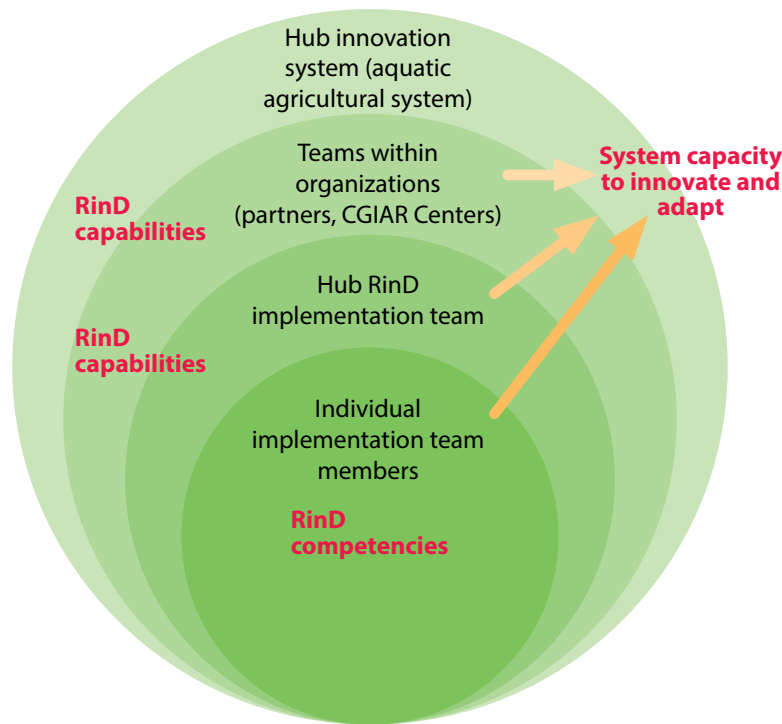 Hub innovation
system (aquatic
agricultural system)
Teams within
organizations
(partners, CGIAR Centers)
System capacity
to innovate and
adapt
RinD
capabilities
Hub RinD
implementation team
RinD
capabilities
Individual
implementation team
members
RinD
competencies